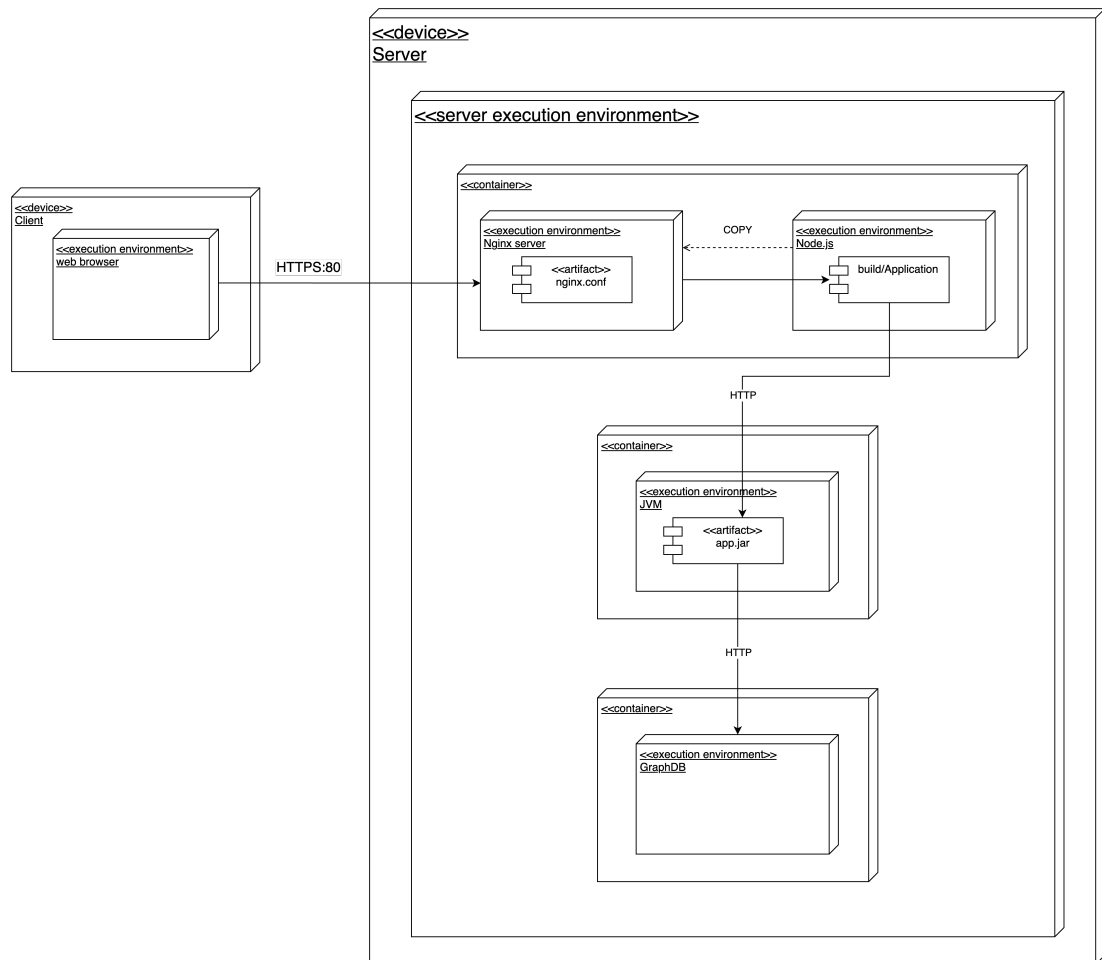 <<device>>
Server
<<server execution environment>>
<<container>>
<<device>>
Client
<<execution environment>>
web browser
HTTPS:80
<<execution environment>>
Nginx server
<<artifact>>
nginx.conf
COPY
<<execution environment>>
Node.js
build/Application
HTTP
<<container>>
<<execution environment>>
JVM
<<artifact>>
app.jar
HTTP
<<container>>
<<execution environment>>
GraphDB